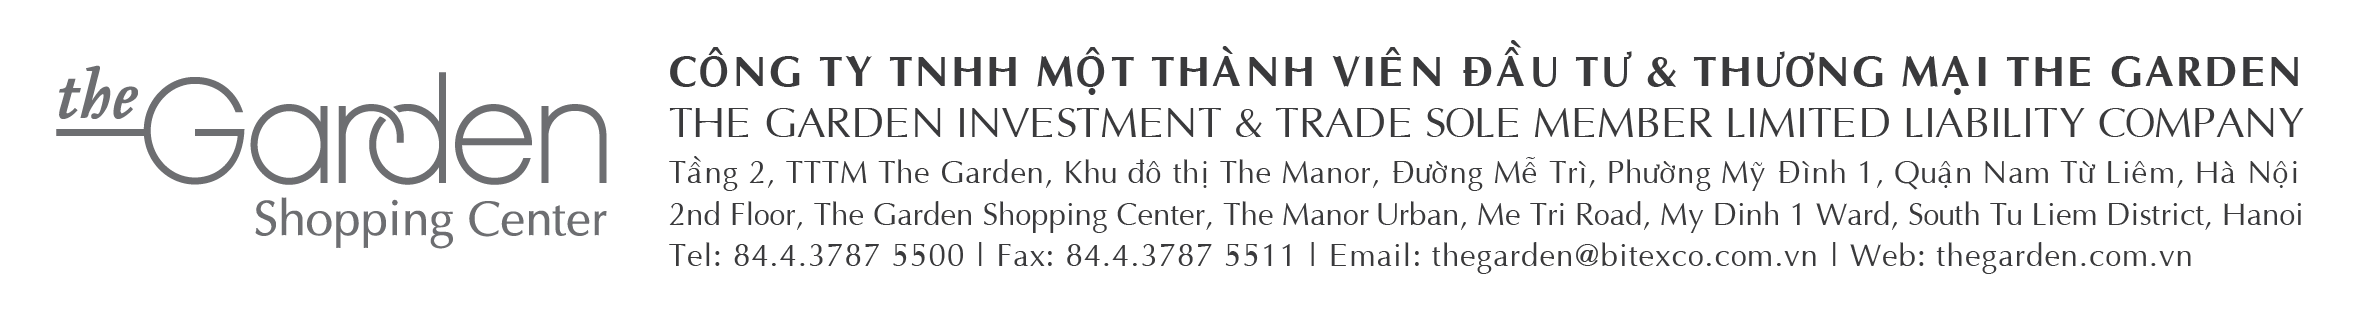 the Garden
Shopping Center
CÔNG TY TNHH MỘT THÀNH VIÊN ĐẦU TƯ & THƯƠNG MẠI THE GARDEN
THE GARDEN INVESTMENT & TRADE SOLE MEMBER LIMITED LIABILITY COMPANY
Tầng 2, TTTM The Garden, Khu đô thị The Manor, Đường Mễ Trì, Phường Mỹ Đình 1, Quận Nam Từ Liêm, Hà Nội
2nd Floor, The Garden Shopping Center, The Manor Urban, Me Tri Road, My Dinh 1 Ward, South Tu Liem District, Hanoi
Tel: 84.4.3787 5500 | Fax: 84.4.3787 5511 | Email: thegarden@bitexco.com.vn | Web: thegarden.com.vn